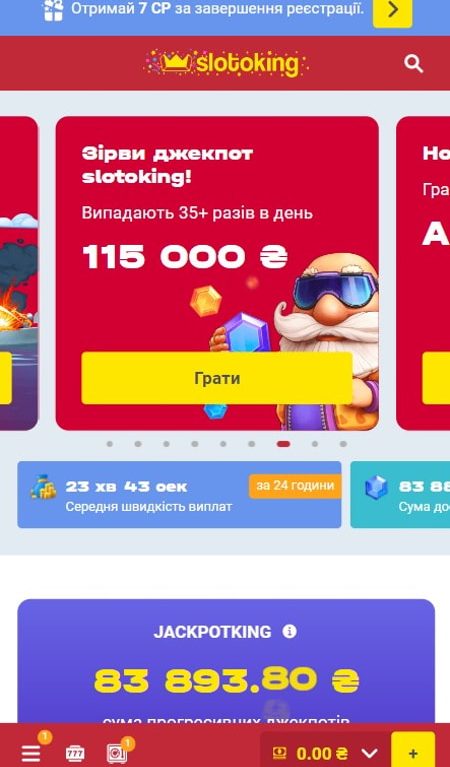 Отримай 7 CP за завершення реєстрації.
slotoking
Зірви джекпот
slotoking!
Випадають 35+ разів в день
115 000 ₴
Грати
Но
Гра
23 хв 43 сек
за 24 години
Середня швидкість виплат
83 88
Сума до
JACKPOTKING
83 893.80 ₴
сума прогресивних джекпотів
1
777
1
0.00 ₴
+